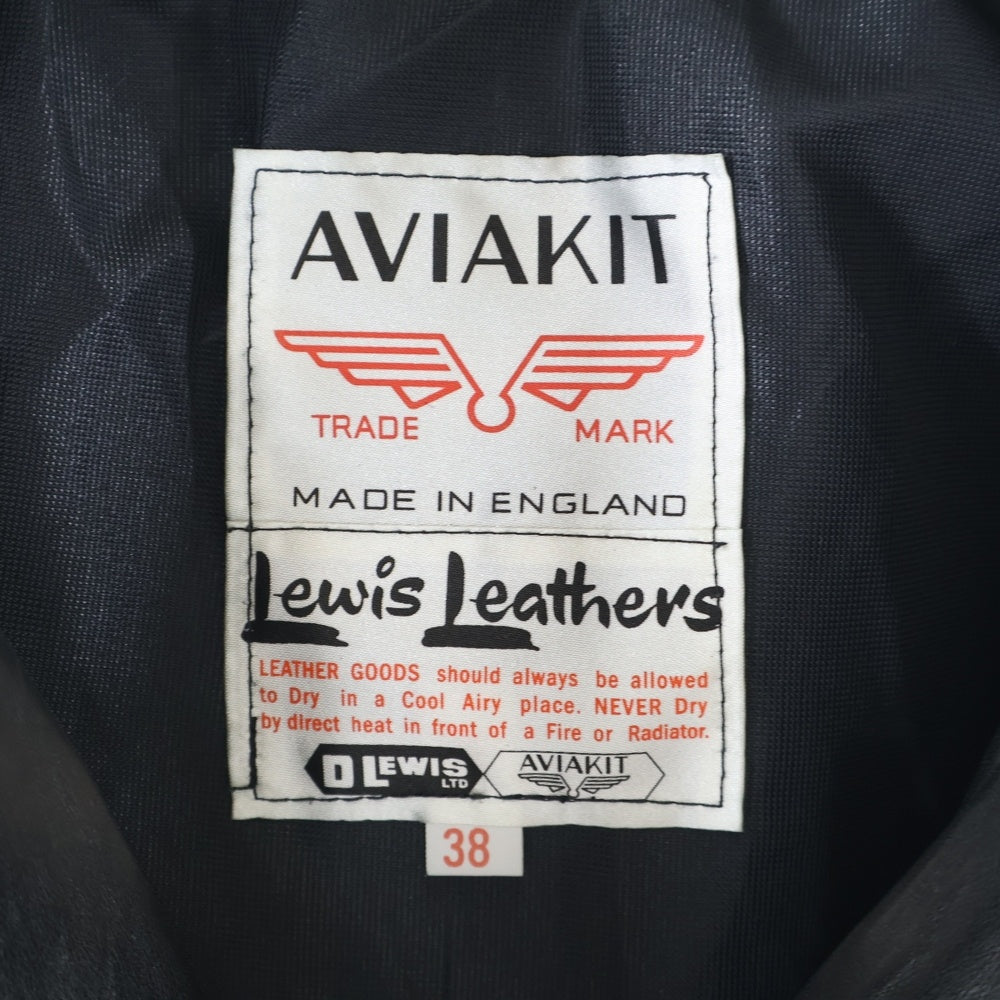 AVIAKIT
TRADE MARK
MADE IN ENGLAND
Lewis Leathers
LEATHER GOODS should always be allowed
to Dry in a Cool Airy place. NEVER Dry
by direct heat in front of a Fire or Radiator.
D LEWIS LTD AVIAKIT
38